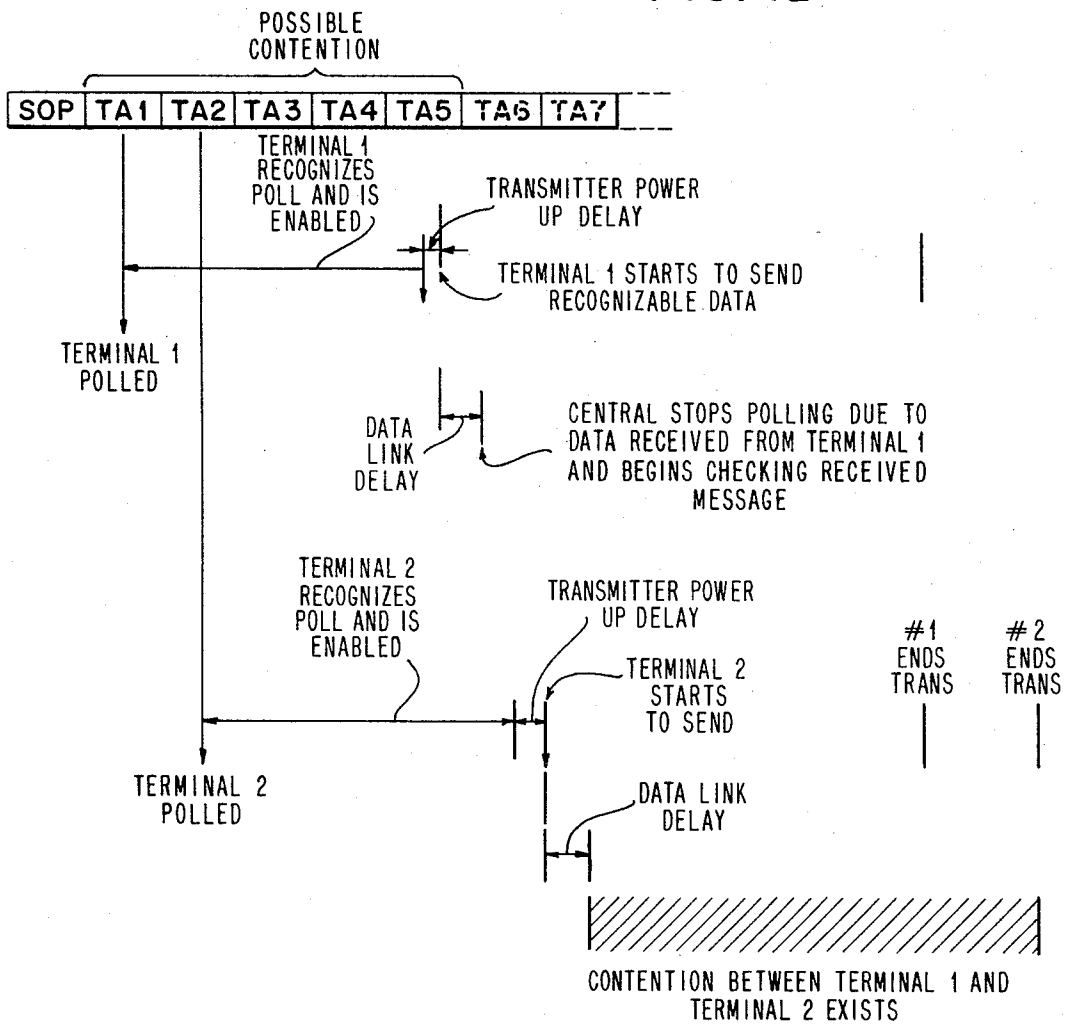 POSSIBLE
CONTENTION
SOP TA1 TA2 TA3 TA4 TA5 TA6 TA7
TERMINAL 1
RECOGNIZES
POLL AND IS
ENABLED
TRANSMITTER POWER
UP DELAY
TERMINAL 1 STARTS TO SEND
RECOGNIZABLE DATA
TERMINAL 1
POLLED
DATA
LINK
DELAY
CENTRAL STOPS POLLING DUE TO
DATA RECEIVED FROM TERMINAL 1
AND BEGINS CHECKING RECEIVED
MESSAGE
TERMINAL 2
RECOGNIZES
POLL AND IS
ENABLED
TRANSMITTER POWER
UP DELAY
TERMINAL 2
STARTS
TO SEND
#1
ENDS
TRANS
#2
ENDS
TRANS
TERMINAL 2
POLLED
DATA LINK
DELAY
CONTENTION BETWEEN TERMINAL 1 AND
TERMINAL 2 EXISTS